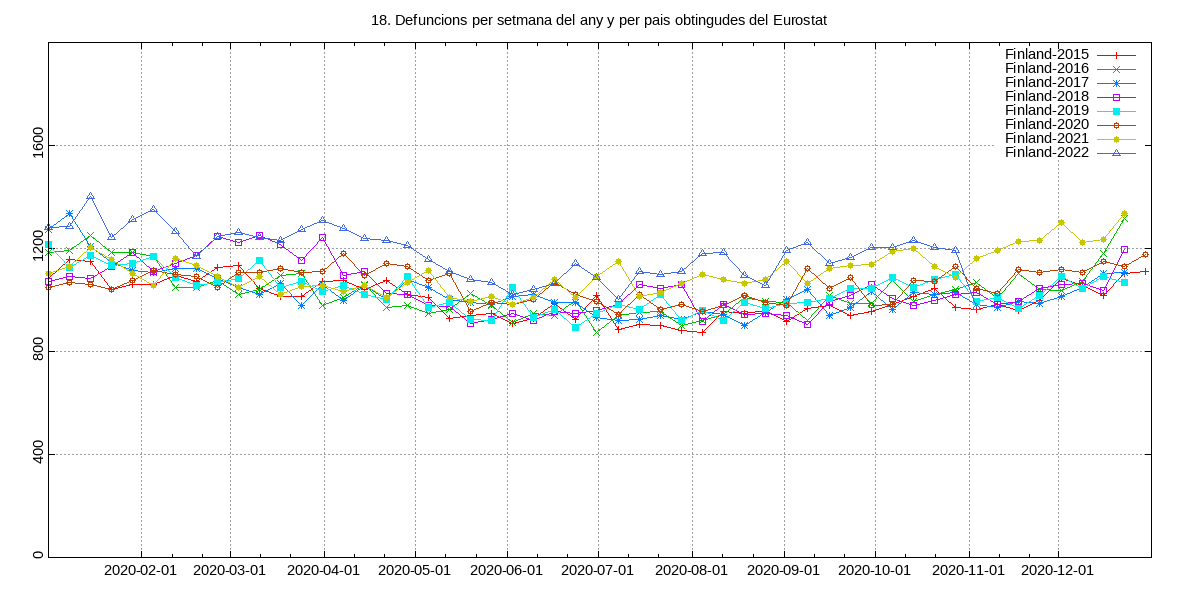 18. Defuncions per setmana del any y per pais obtingudes del Eurostat
Finland-2015
Finland-2016
Finland-2017
Finland-2018
Finland-2019
Finland-2020
Finland-2021
Finland-2022
1600
1200
800
400
0
2020-02-01
2020-03-01
2020-04-01
2020-05-01
2020-06-01
2020-07-01
2020-08-01
2020-09-01
2020-10-01
2020-11-01
2020-12-01